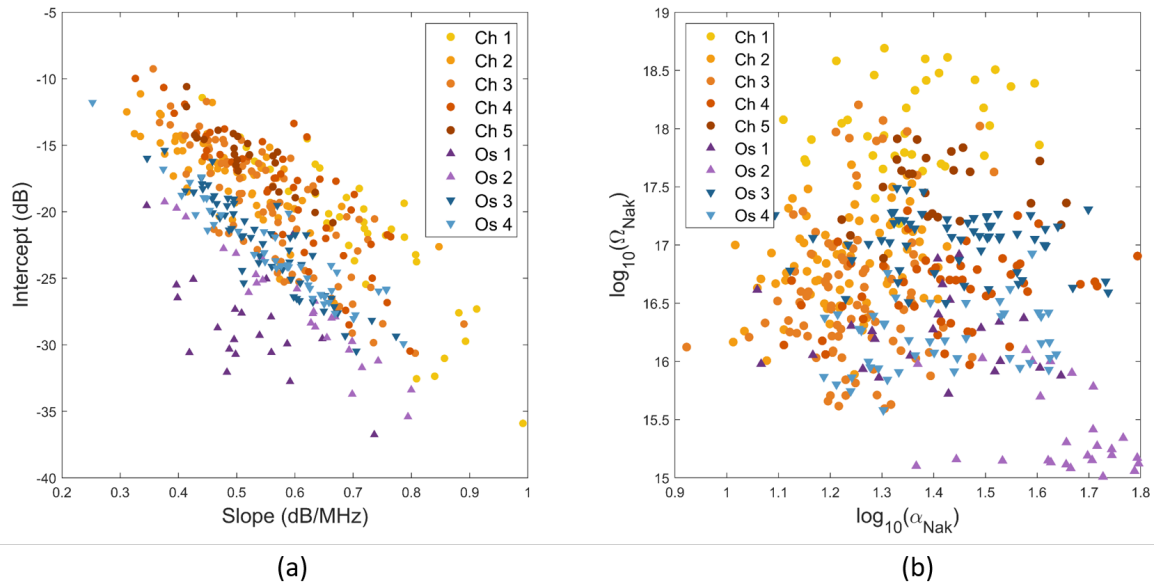 -5
-10
-15
-20
-25
-30
-35
-40
0.2 0.3 0.4 0.5 0.6 0.7 0.8 0.9 1
Intercept (dB)
Slope (dB/MHz)
Ch 1
Ch 2
Ch 3
Ch 4
Ch 5
Os 1
Os 2
Os 3
Os 4
(a)
19
18.5
18
17.5
17
16.5
16
15.5
15
0.9 1 1.1 1.2 1.3 1.4 1.5 1.6 1.7 1.8
log10(ΩNak)
log10(αNak)
Ch 1
Ch 2
Ch 3
Ch 4
Ch 5
Os 1
Os 2
Os 3
Os 4
(b)